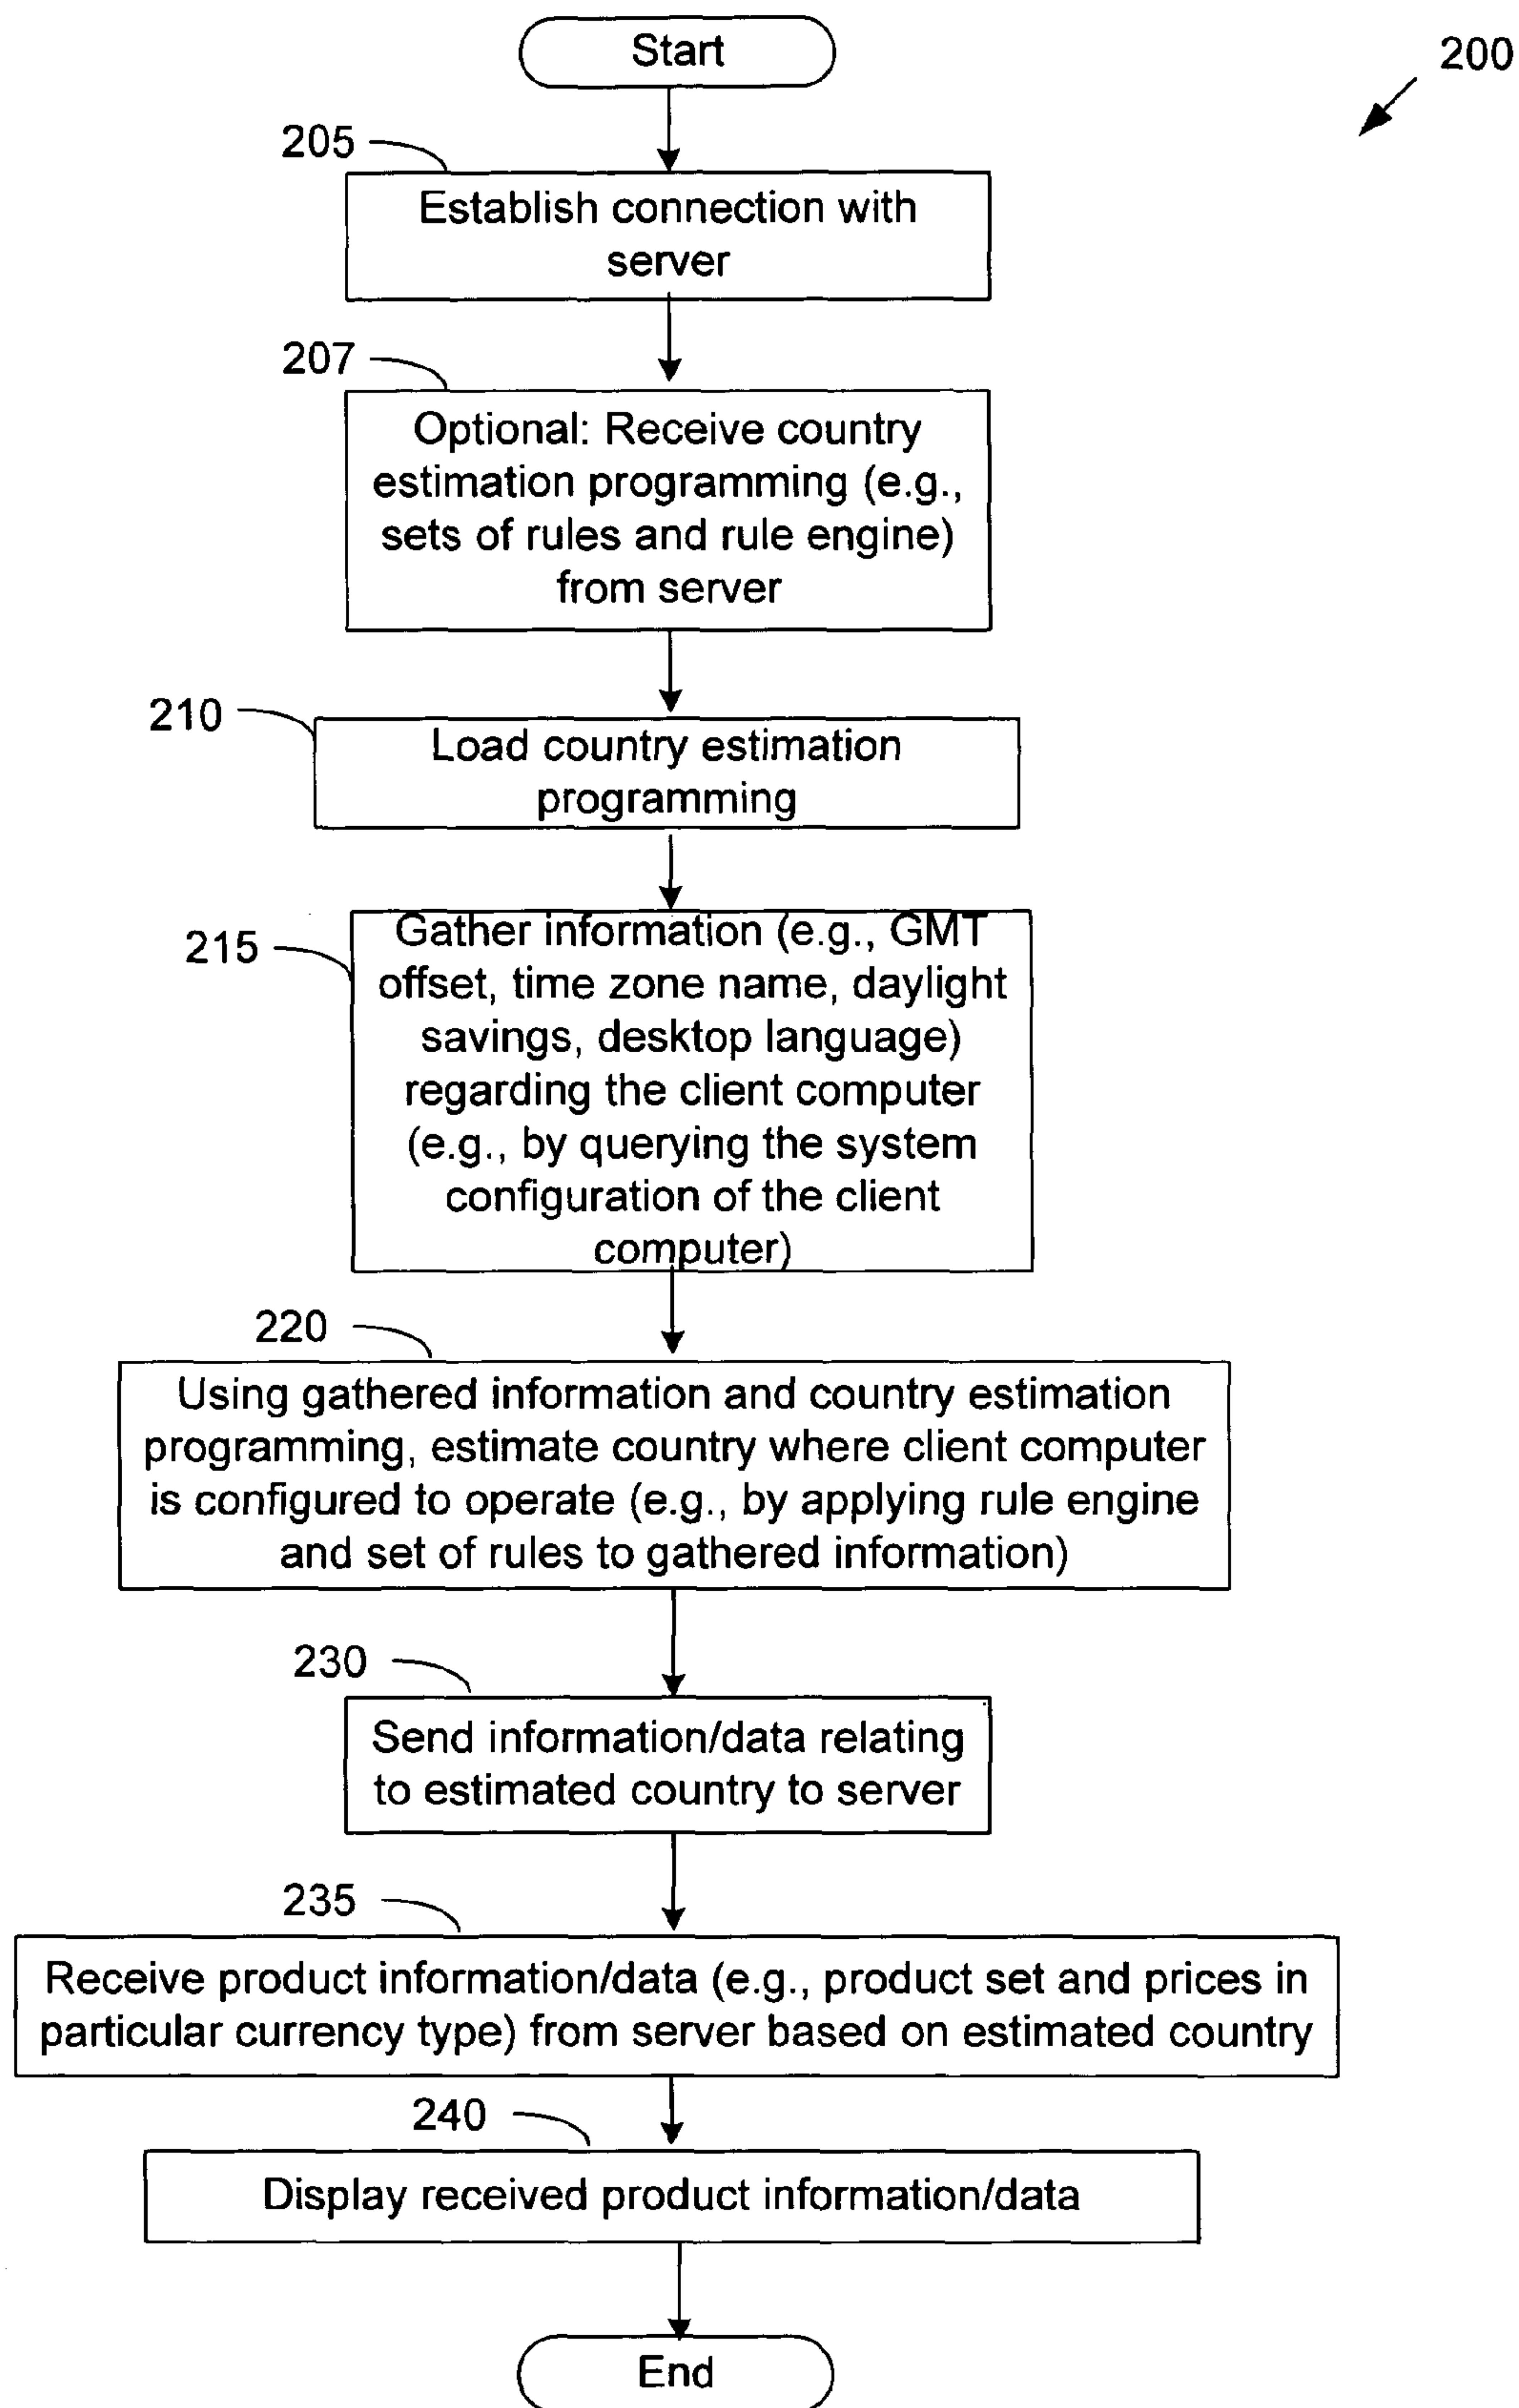 Start
200
205
Establish connection with
server
207
Optional: Receive country
estimation programming (e.g.,
sets of rules and rule engine)
from server
210
Load country estimation
programming
215
Gather information (e.g., GMT
offset, time zone name, daylight
savings, desktop language)
regarding the client computer
(e.g., by querying the system
configuration of the client
computer)
220
Using gathered information and country estimation
programming, estimate country where client computer
is configured to operate (e.g., by applying rule engine
and set of rules to gathered information)
230
Send information/data relating
to estimated country to server
235
Receive product information/data (e.g., product set and prices in
particular currency type) from server based on estimated country
240
Display received product information/data
End